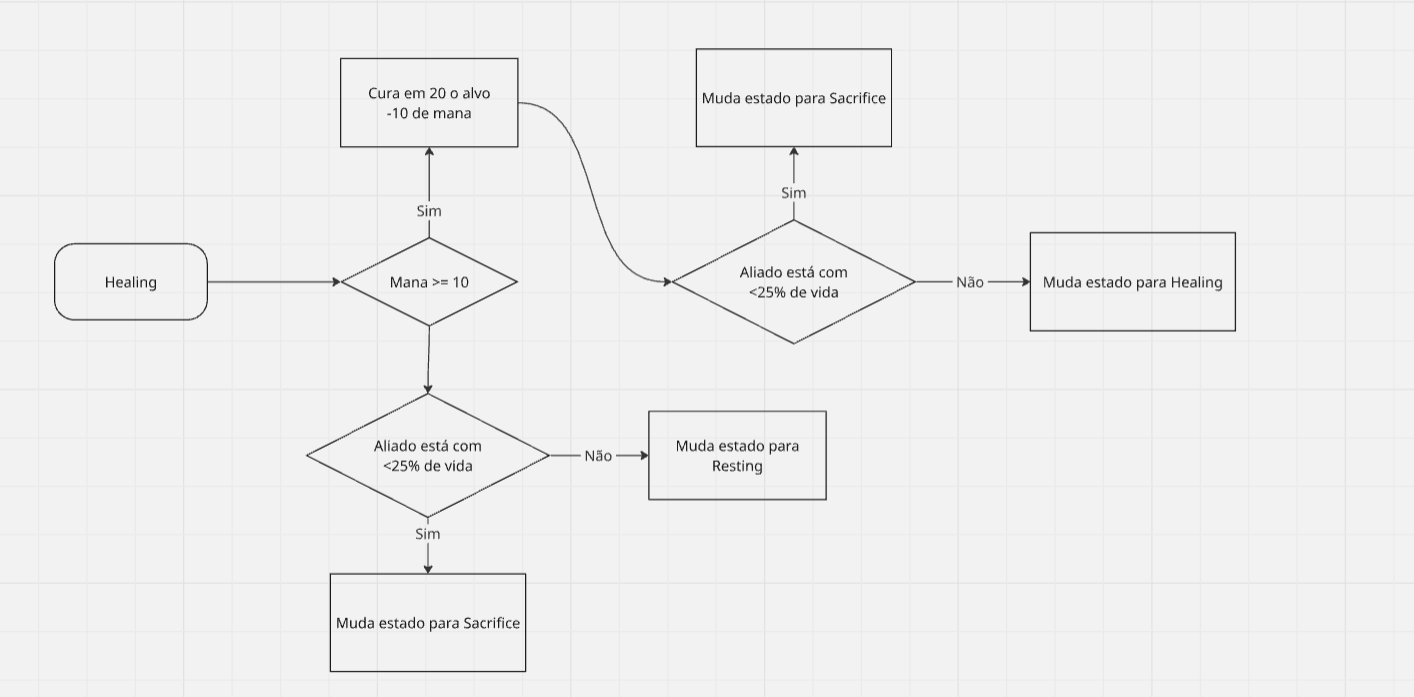 Cura em 20 o alvo
-10 de mana
Muda estado para Sacrifice
Sim
Sim
Healing
Mana >= 10
Aliado está com
<25% de vida
Não
Muda estado para Healing
Aliado está com
<25% de vida
Não
Muda estado para
Resting
Sim
Muda estado para Sacrifice